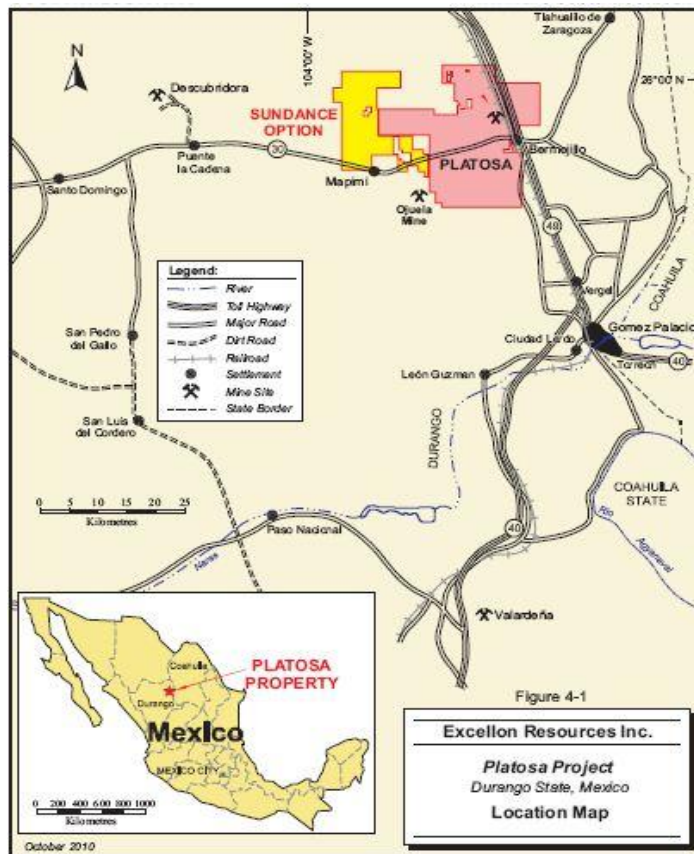 Tlahualilo de
Zaragoza
104°00' W
26°00' N
N
Descubridora
SUNDANCE
OPTION
Puente
la Cadena
30
PLATOSA
Bermejillo
Santo Domingo
Mapimi
Ojuela
Mine
49
Legend:
River
Toll Highway
Major Road
Dirt Road
Railroad
Settlement
Mine Site
State Border
COAHUILA
Vergel
Gomez Palacio
San Pedro
del Gallo
Ciudad Lerdo
Torreón
40
León Guzman
San Luis
del Cordero
DURANGO
COAHUILA
STATE
0 5 10 15 20 25
Kilometres
40
Rio
Aguanaval
Paso Nacional
Nazas
Valardeña
Coahuila
PLATOSA
PROPERTY
Durango
Mexico
MEXICO CITY
0 200 400 600 800 1000
Kilometres
October 2010
Figure 4-1
Excellon Resources Inc.
Platosa Project
Durango State, Mexico
Location Map